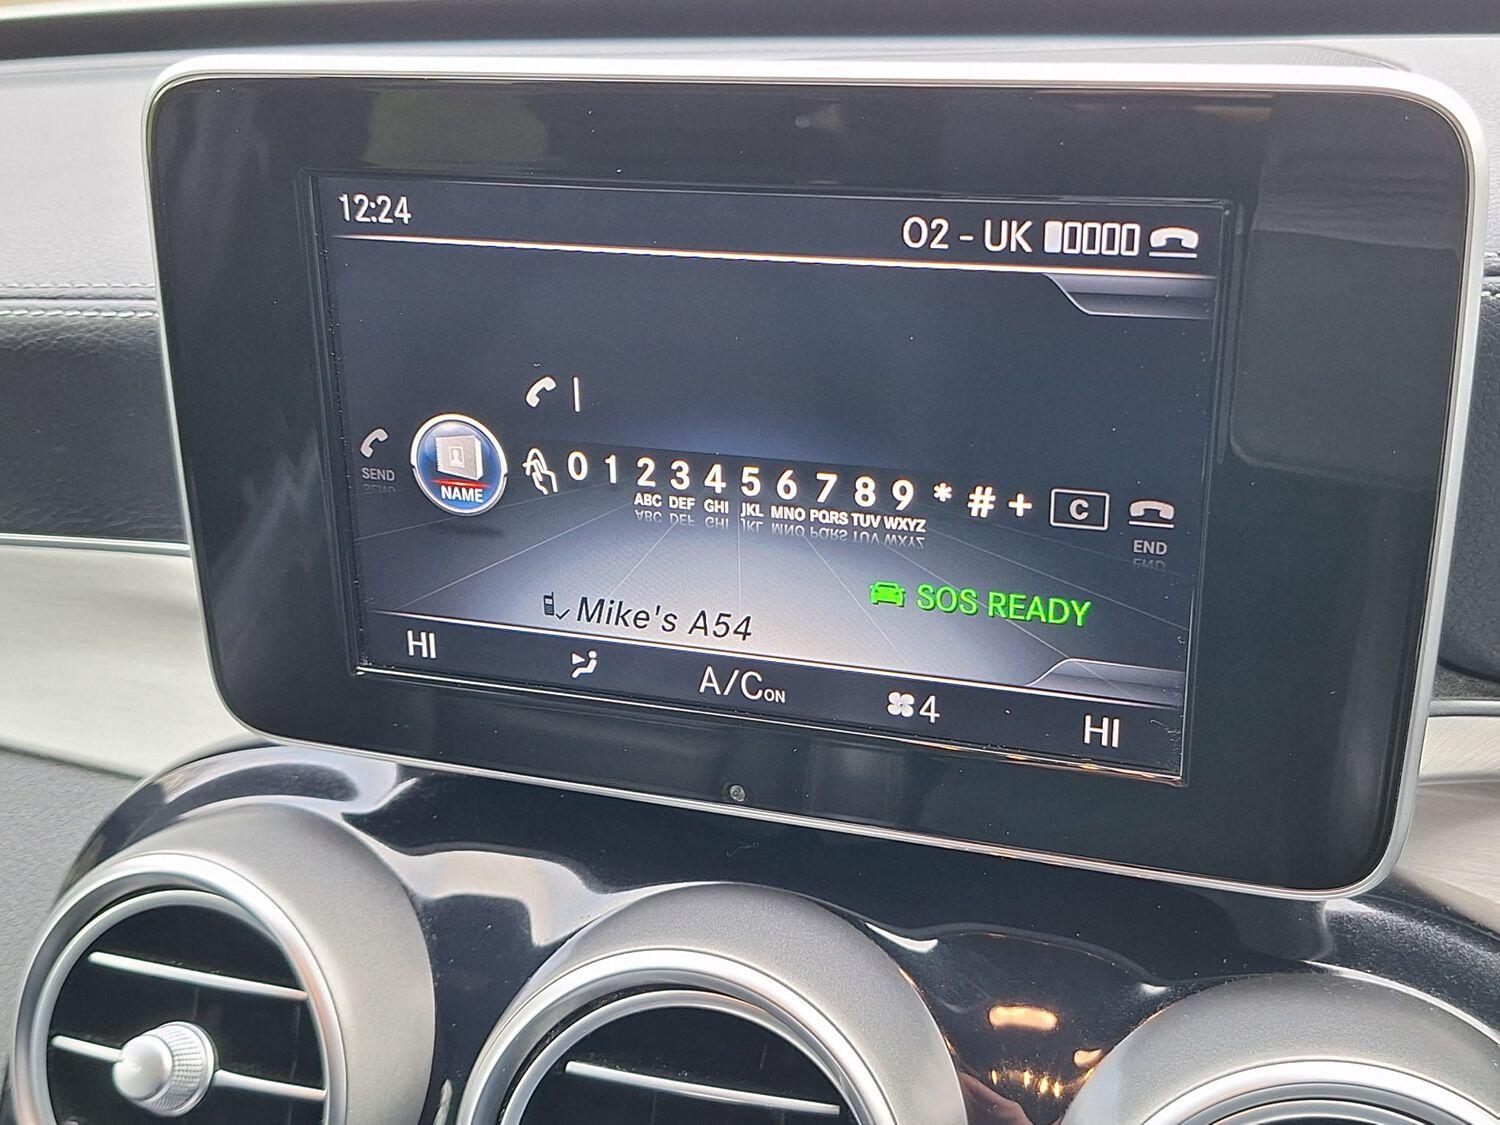 12:24
O2 - UK
SEND
NAME
0 1 2 3 4 5 6 7 8 9 * # + C
ABC DEF GHI JKL MNO PQRS TUV WXYZ
END
SOS READY
Mike's A54
HI
A/C ON
4
HI